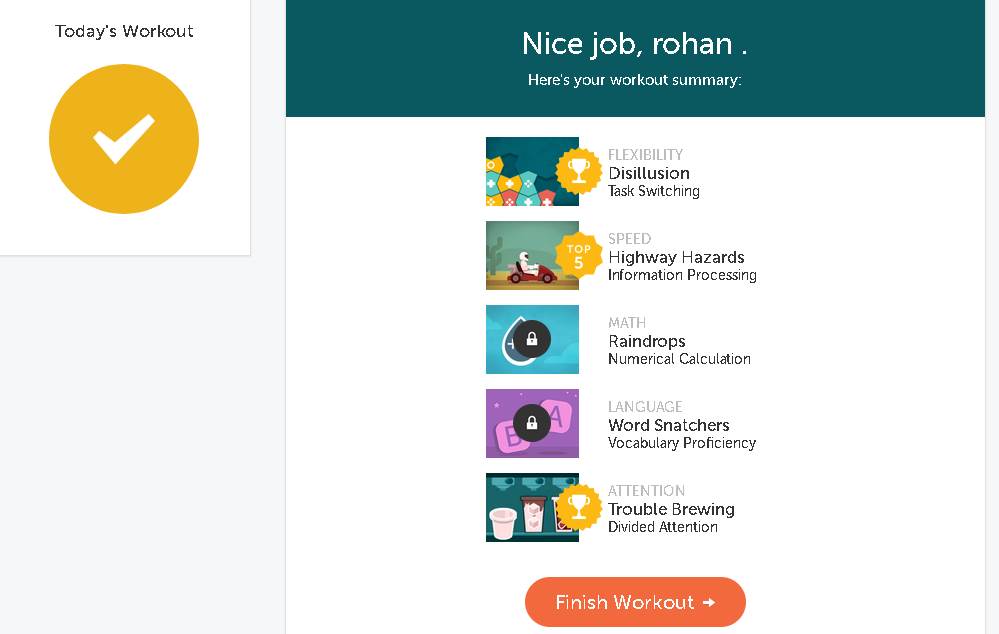 Today's Workout
Nice job, rohan .
Here's your workout summary:
FLEXIBILITY
Disillusion
Task Switching
TOP
5
SPEED
Highway Hazards
Information Processing
MATH
Raindrops
Numerical Calculation
B
A
LANGUAGE
Word Snatchers
Vocabulary Proficiency
ATTENTION
Trouble Brewing
Divided Attention
Finish Workout →